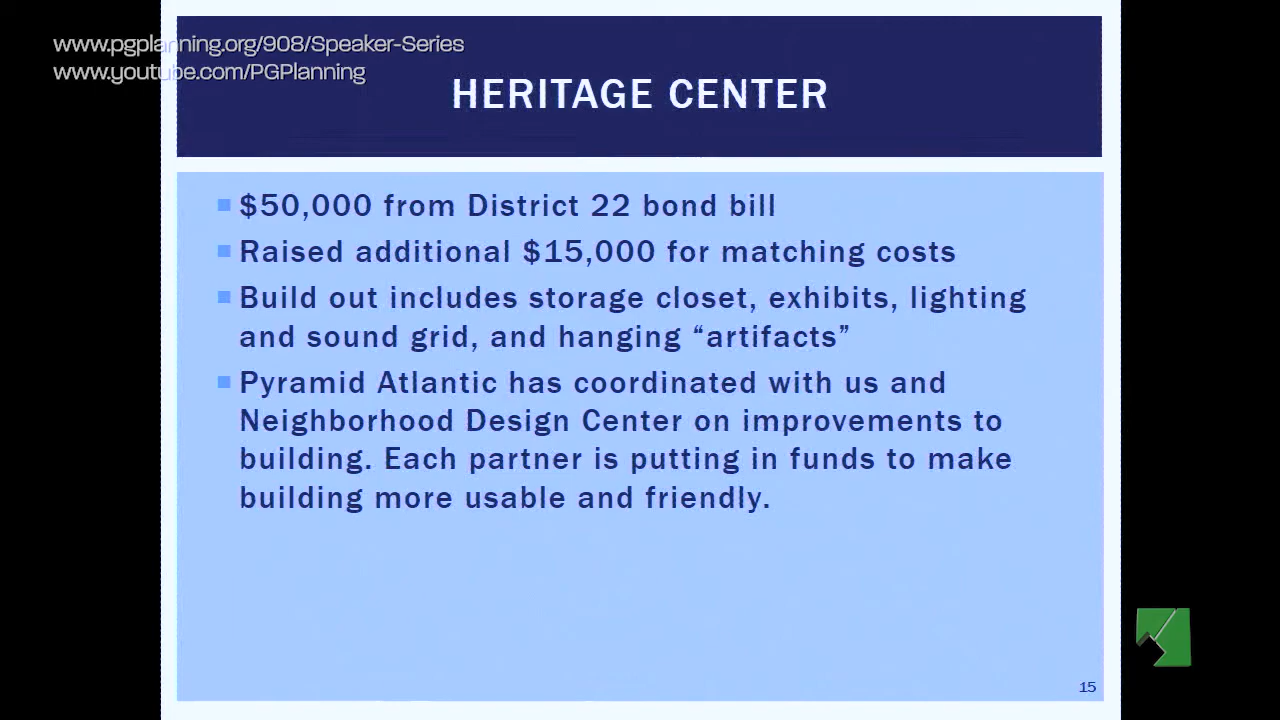 www.pgplanning.org/908/Speaker-Series
www.youtube.com/PGPlanning
HERITAGE CENTER
$50,000 from District 22 bond bill
Raised additional $15,000 for matching costs
Build out includes storage closet, exhibits, lighting
and sound grid, and hanging “artifacts”
Pyramid Atlantic has coordinated with us and
Neighborhood Design Center on improvements to
building. Each partner is putting in funds to make
building more usable and friendly.
15